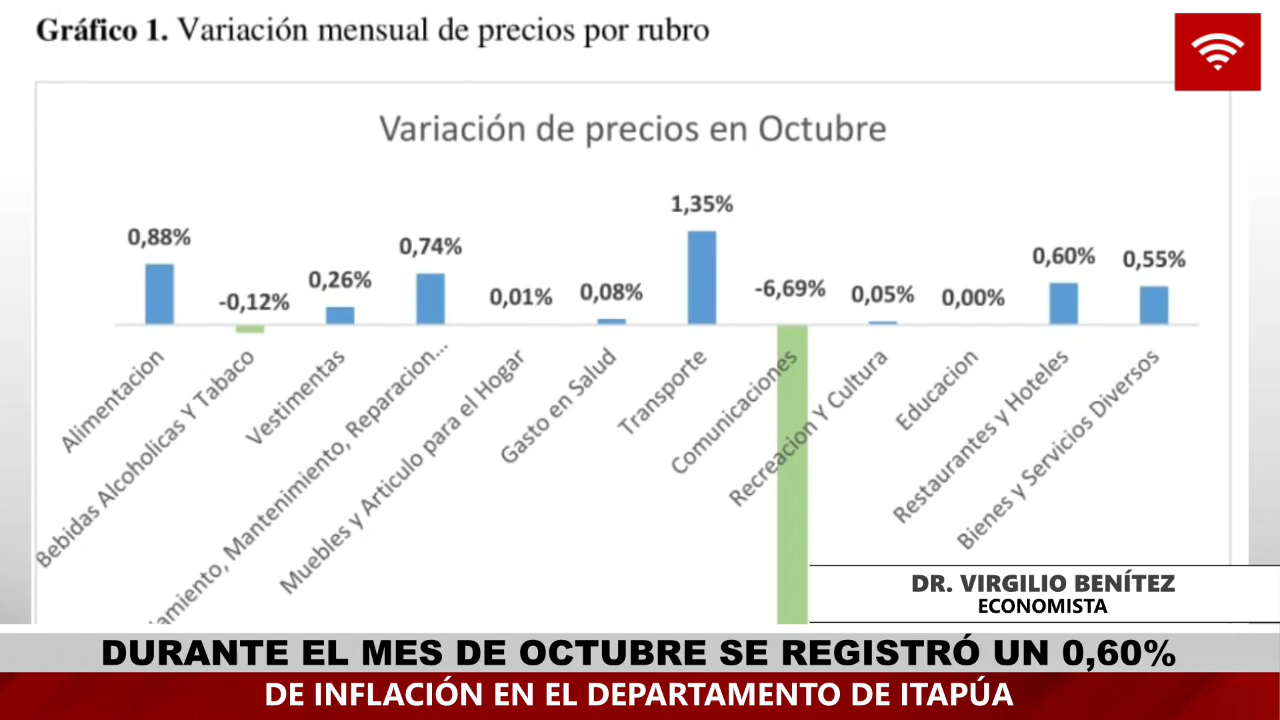 Gráfico 1. Variación mensual de precios por rubro
Variación de precios en Octubre
0,88%
-0,12%
0,26%
0,74%
0,01%
0,08%
1,35%
-6,69%
0,05%
0,00%
0,60%
0,55%
Alimentacion
Bebidas Alcoholicas Y Tabaco
Vestimentas
amiento, Mantenimiento, Reparacion...
Muebles y Articulo para el Hogar
Gasto en Salud
Transporte
Comunicaciones
Recreacion Y Cultura
Educacion
Restaurantes y Hoteles
Bienes y Servicios Diversos
DR. VIRGILIO BENÍTEZ
ECONOMISTA
DURANTE EL MES DE OCTUBRE SE REGISTRÓ UN 0,60%
DE INFLACIÓN EN EL DEPARTAMENTO DE ITAPÚA